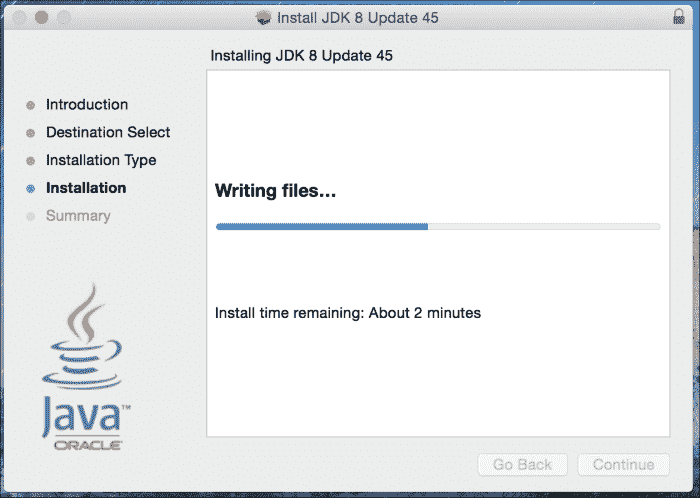 Install JDK 8 Update 45
Installing JDK 8 Update 45
Introduction
Destination Select
Installation Type
Installation
Summary
Writing files...
Install time remaining: About 2 minutes
Java™
ORACLE
Go Back
Continue